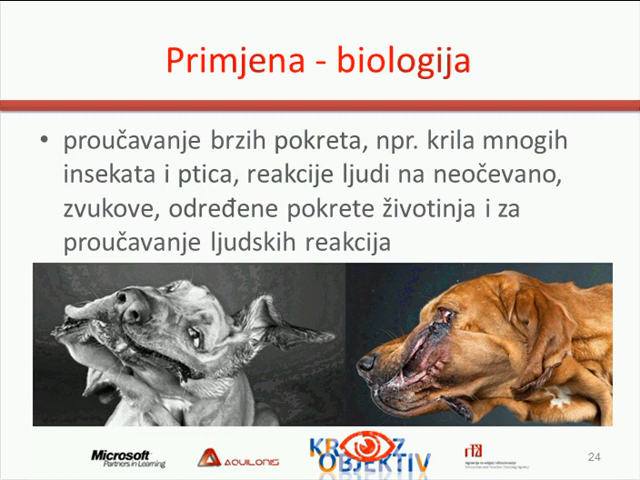 Primjena - biologija
• proučavanje brzih pokreta, npr. krila mnogih
insekata i ptica, reakcije ljudi na neočevano,
zvukove, određene pokrete životinja i za
proučavanje ljudskih reakcija
Microsoft
Partners in Learning
AQUILONIS
KROZ
OBJEKTIV
24